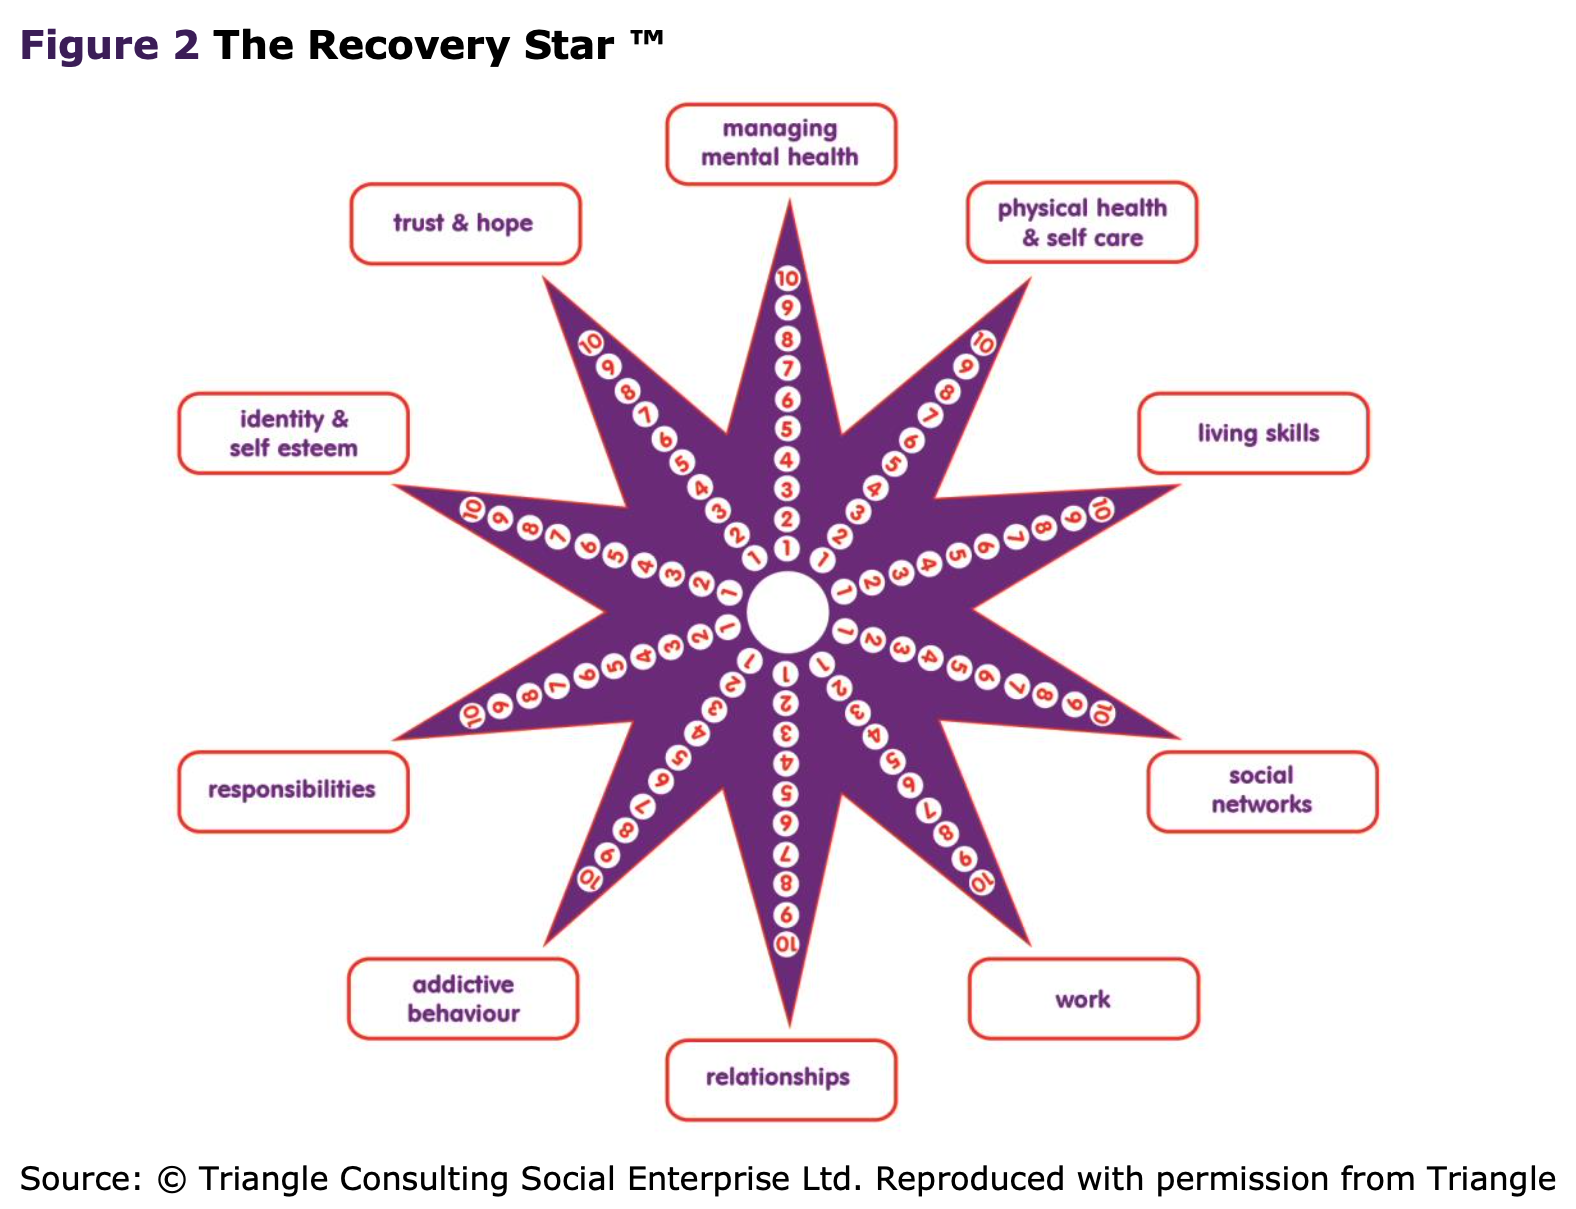 Figure 2 The Recovery Star ™
managing
mental health
physical health
& self care
living skills
social
networks
work
relationships
addictive
behaviour
responsibilities
identity &
self esteem
trust & hope
10 9 8 7 6 5 4 3 2 1
10 9 8 7 6 5 4 3 2 1
10 9 8 7 6 5 4 3 2 1
10 9 8 7 6 5 4 3 2 1
10 9 8 7 6 5 4 3 2 1
10 9 8 7 6 5 4 3 2 1
10 9 8 7 6 5 4 3 2 1
10 9 8 7 6 5 4 3 2 1
10 9 8 7 6 5 4 3 2 1
10 9 8 7 6 5 4 3 2 1
Source: © Triangle Consulting Social Enterprise Ltd. Reproduced with permission from Triangle